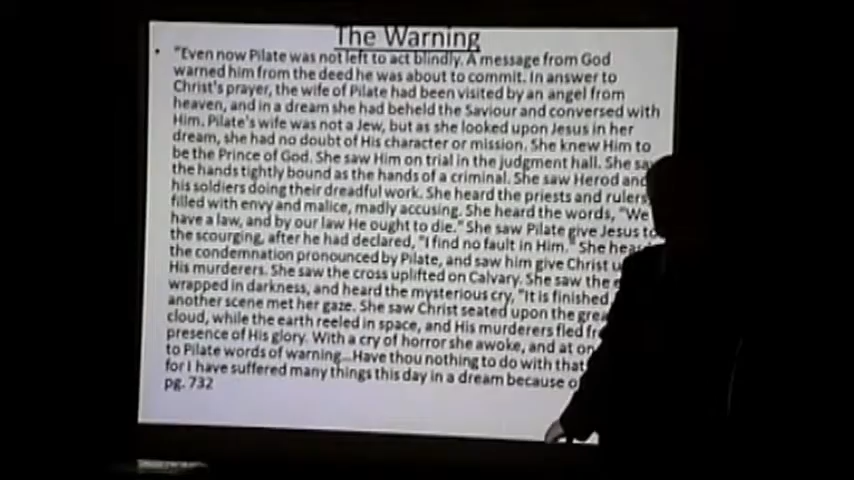 The Warning
• "Even now Pilate was not left to act blindly. A message from God
warned him from the deed he was about to commit. In answer to
Christ's prayer, the wife of Pilate had been visited by an angel from
heaven, and in a dream she had beheld the Saviour and conversed with
Him. Pilate's wife was not a Jew, but as she looked upon Jesus in her
dream, she had no doubt of His character or mission. She knew Him to
be the Prince of God. She saw Him on trial in the judgment hall. She saw
the hands tightly bound as the hands of a criminal. She saw Herod and
his soldiers doing their dreadful work. She heard the priests and rulers,
filled with envy and malice, madly accusing. She heard the words, "We
have a law, and by our law He ought to die." She saw Pilate give Jesus to
the scourging, after he had declared, "I find no fault in Him." She
the condemnation pronounced by Pilate, and saw him give Christ
His murderers. She saw the cross uplifted on Calvary. She saw the
wrapped in darkness, and heard the mysterious cry, "It is finished
another scene met her gaze. She saw Christ seated upon the
cloud, while the earth reeled in space, and His murderers fled
presence of His glory. With a cry of horror she awoke, and at
to Pilate words of warning...Have thou nothing to do with that
for I have suffered many things this day in a dream because
pg. 732